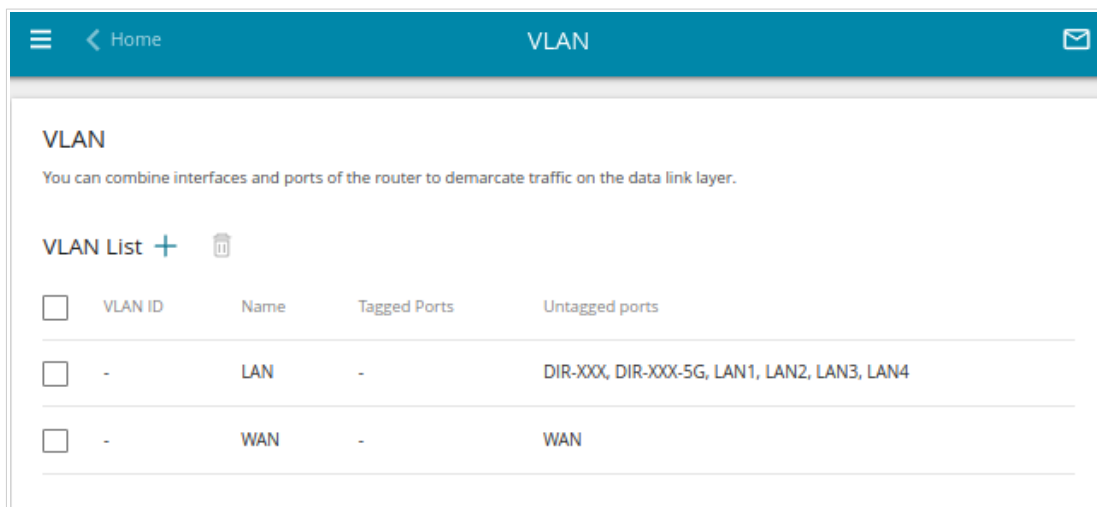 Home VLAN
VLAN
You can combine interfaces and ports of the router to demarcate traffic on the data link layer.
VLAN List
VLAN ID Name Tagged Ports Untagged ports
- LAN - DIR-XXX, DIR-XXX-5G, LAN1, LAN2, LAN3, LAN4
- WAN - WAN